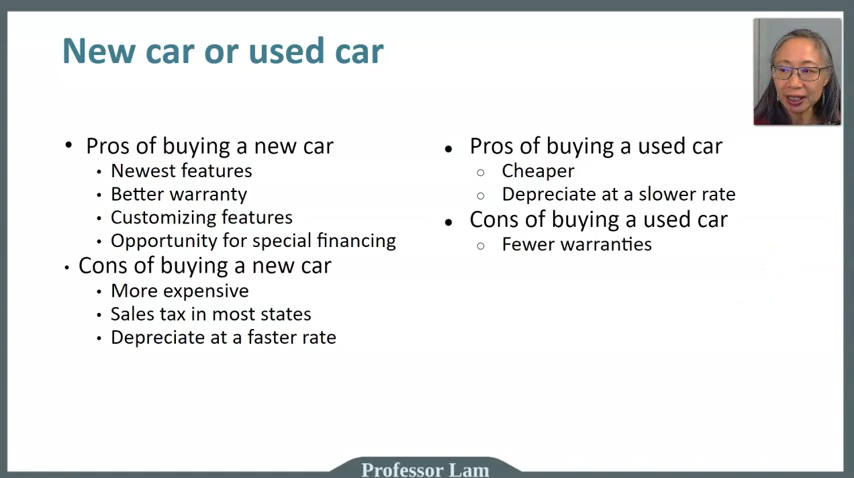 New car or used car
• Pros of buying a new car
• Newest features
• Better warranty
• Customizing features
• Opportunity for special financing
• Cons of buying a new car
• More expensive
• Sales tax in most states
• Depreciate at a faster rate
• Pros of buying a used car
○ Cheaper
○ Depreciate at a slower rate
• Cons of buying a used car
○ Fewer warranties
Professor Lam